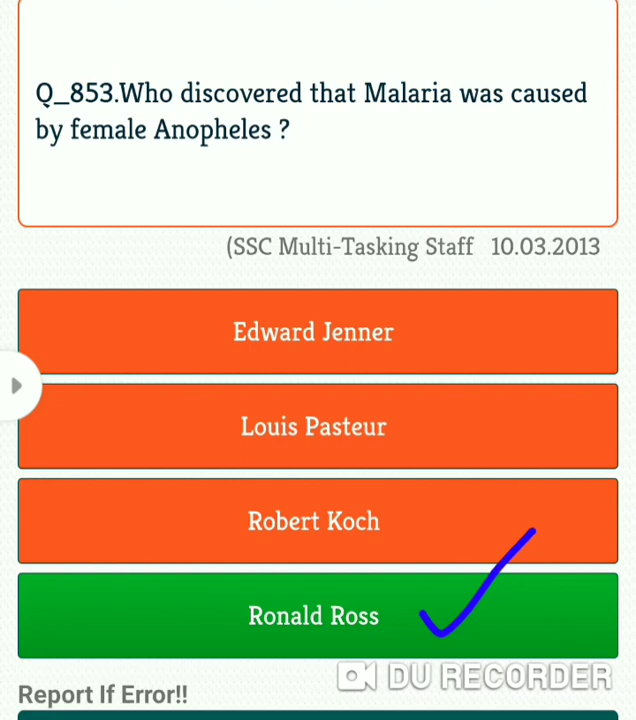 Q_853.Who discovered that Malaria was caused
by female Anopheles ?
(SSC Multi-Tasking Staff 10.03.2013
Edward Jenner
Louis Pasteur
Robert Koch
Ronald Ross
DU RECORDER
Report If Error!!